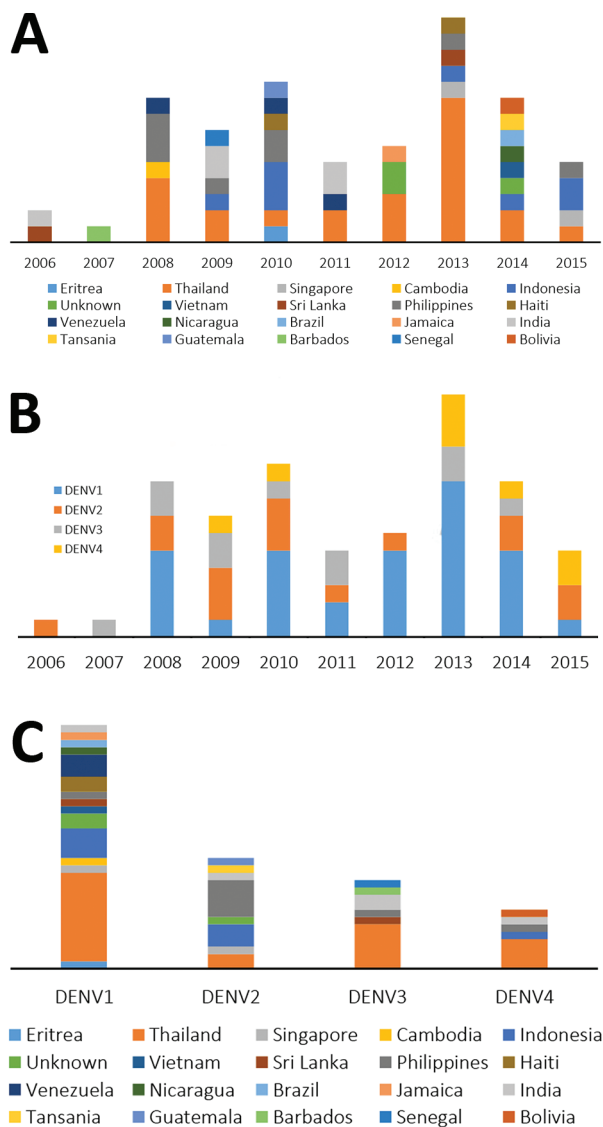 A
2006 2007 2008 2009 2010 2011 2012 2013 2014 2015
Eritrea Thailand Singapore Cambodia Indonesia
Unknown Vietnam Sri Lanka Philippines Haiti
Venezuela Nicaragua Brazil Jamaica India
Tansania Guatemala Barbados Senegal Bolivia
B
DENV1
DENV2
DENV3
DENV4
2006 2007 2008 2009 2010 2011 2012 2013 2014 2015
C
DENV1 DENV2 DENV3 DENV4
Eritrea Thailand Singapore Cambodia Indonesia
Unknown Vietnam Sri Lanka Philippines Haiti
Venezuela Nicaragua Brazil Jamaica India
Tansania Guatemala Barbados Senegal Bolivia